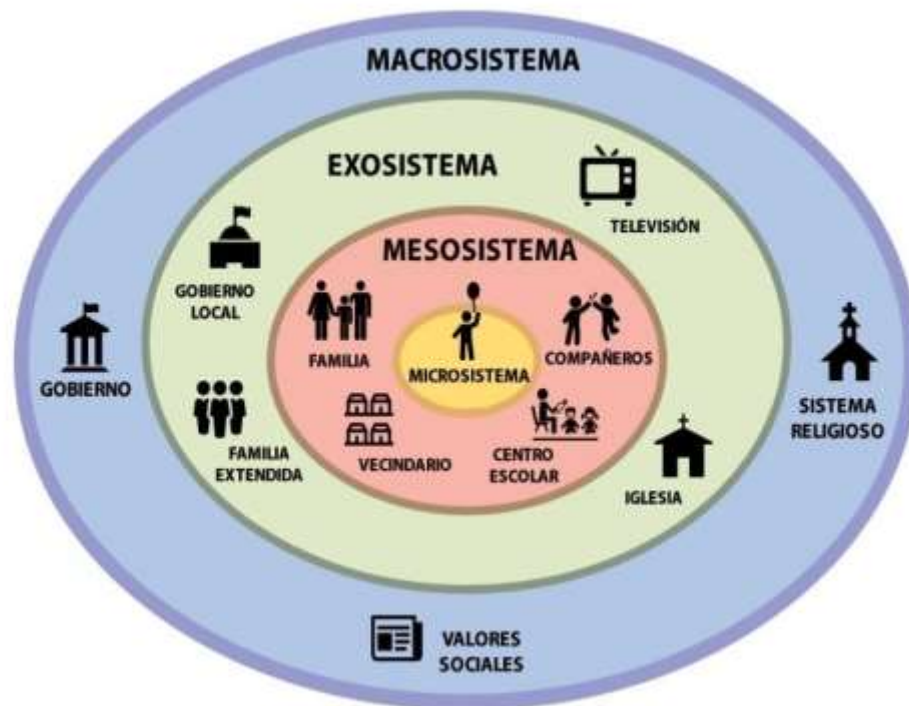 MACROSISTEMA
EXOSISTEMA
TELEVISIÓN
MESOSISTEMA
GOBIERNO
LOCAL
FAMILIA
COMPAÑEROS
MICROSISTEMA
GOBIERNO
SISTEMA
RELIGIOSO
FAMILIA
EXTENDIDA
VECINDARIO
CENTRO
ESCOLAR
IGLESIA
VALORES
SOCIALES